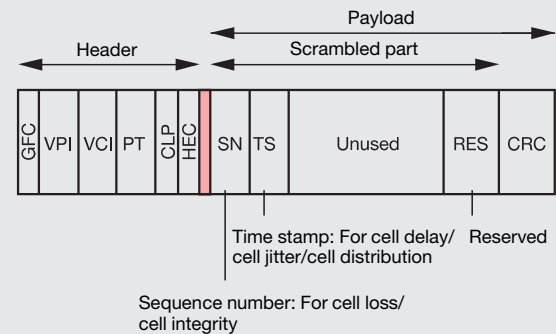 Payload
Header
Scrambled part
GFC VPI VCI PT CLP HEC SN TS Unused RES CRC
Time stamp: For cell delay/
cell jitter/cell distribution
Reserved
Sequence number: For cell loss/
cell integrity